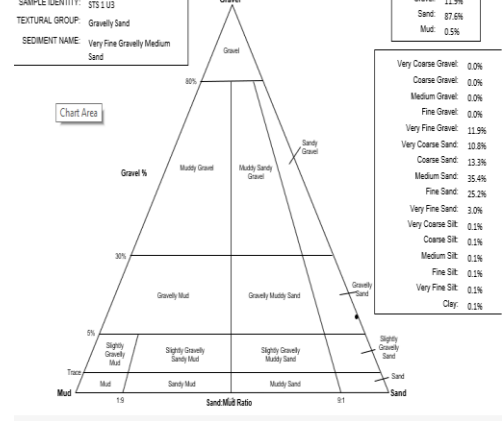 SAMPLE IDENTITY: STS 1 U3
TEXTURAL GROUP: Gravelly Sand
SEDIMENT NAME: Very Fine Gravelly Medium
Sand
Gravel
Gravel: 11.9%
Sand: 87.6%
Mud: 0.5%
Gravel
80%
Chart Area
Sandy
Gravel
Gravel %
Muddy Gravel
Muddy Sandy
Gravel
Very Coarse Gravel: 0.0%
Coarse Gravel: 0.0%
Medium Gravel: 0.0%
Fine Gravel: 0.0%
Very Fine Gravel: 11.9%
Very Coarse Sand: 10.8%
Coarse Sand: 13.3%
Medium Sand: 35.4%
Fine Sand: 25.2%
Very Fine Sand: 3.0%
Very Coarse Silt: 0.1%
Coarse Silt: 0.1%
Medium Silt: 0.1%
Fine Silt: 0.1%
Very Fine Silt: 0.1%
Clay: 0.1%
30%
Gravelly Mud
Gravelly Muddy Sand
Gravelly
Sand
5%
Slightly
Gravelly
Mud
Slightly Gravelly
Sandy Mud
Slightly Gravelly
Muddy Sand
Slightly
Gravelly
Sand
Trace
Mud
Sandy Mud
Muddy Sand
Sand
Mud
Sand
1:9
Sand:Mud Ratio
9:1